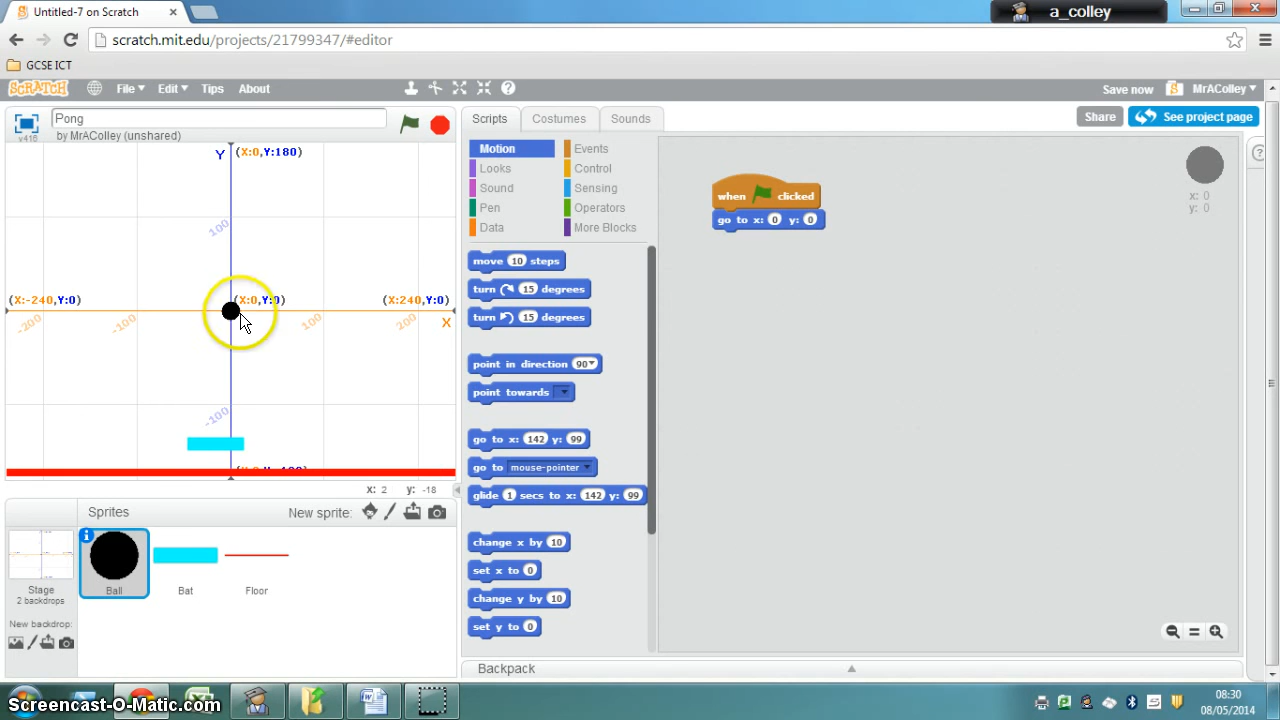 Untitled-7 on Scratch
a_colley
scratch.mit.edu/projects/21799347/#editor
GCSE ICT
SCRATCH File Edit Tips About Save now MrAColley
v418
Pong
by MrAColley (unshared)
Scripts Costumes Sounds
Share See project page
Y (X:0,Y:180)
100
(X:-240,Y:0) (X:0,Y:0) (X:240,Y:0)
-200 -100 100 200 X
-100
x: 2 y: -18
Motion Events
Looks Control
Sound Sensing
Pen Operators
Data More Blocks
move 10 steps
turn 15 degrees
turn 15 degrees
point in direction 90
point towards
go to x: 142 y: 99
go to mouse-pointer
glide 1 secs to x: 142 y: 99
change x by 10
set x to 0
change y by 10
set y to 0
when clicked
go to x: 0 y: 0
x: 0
y: 0
Sprites New sprite:
Stage
2 backdrops
New backdrop:
Ball Bat Floor
Backpack
Screencast-O-Matic.com
08:30
08/05/2014